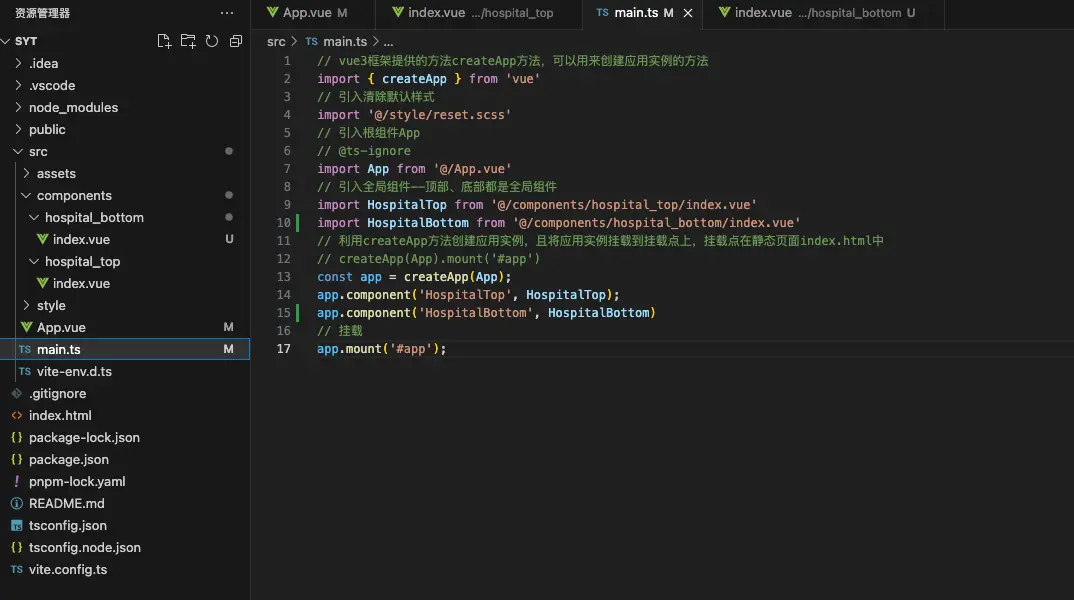 资源管理器 ···
SYT
.idea
.vscode
node_modules
public
src
assets
components
hospital_bottom
index.vue U
hospital_top
index.vue
style
App.vue M
TS main.ts M
TS vite-env.d.ts
.gitignore
<> index.html
{} package-lock.json
{} package.json
! pnpm-lock.yaml
README.md
TS tsconfig.json
{} tsconfig.node.json
TS vite.config.ts
App.vue M index.vue .../hospital_top TS main.ts M × index.vue .../hospital_bottom U
src > TS main.ts > ...
1 // vue3框架提供的方法createApp方法，可以用来创建应用实例的方法
2 import { createApp } from 'vue'
3 // 引入清除默认样式
4 import '@/style/reset.scss'
5 // 引入根组件App
6 // @ts-ignore
7 import App from '@/App.vue'
8 // 引入全局组件——顶部、底部都是全局组件
9 import HospitalTop from '@/components/hospital_top/index.vue'
10 import HospitalBottom from '@/components/hospital_bottom/index.vue'
11 // 利用createApp方法创建应用实例，且将应用实例挂载到挂载点上，挂载点在静态页面index.html中
12 // createApp(App).mount('#app')
13 const app = createApp(App);
14 app.component('HospitalTop', HospitalTop);
15 app.component('HospitalBottom', HospitalBottom)
16 // 挂载
17 app.mount('#app');